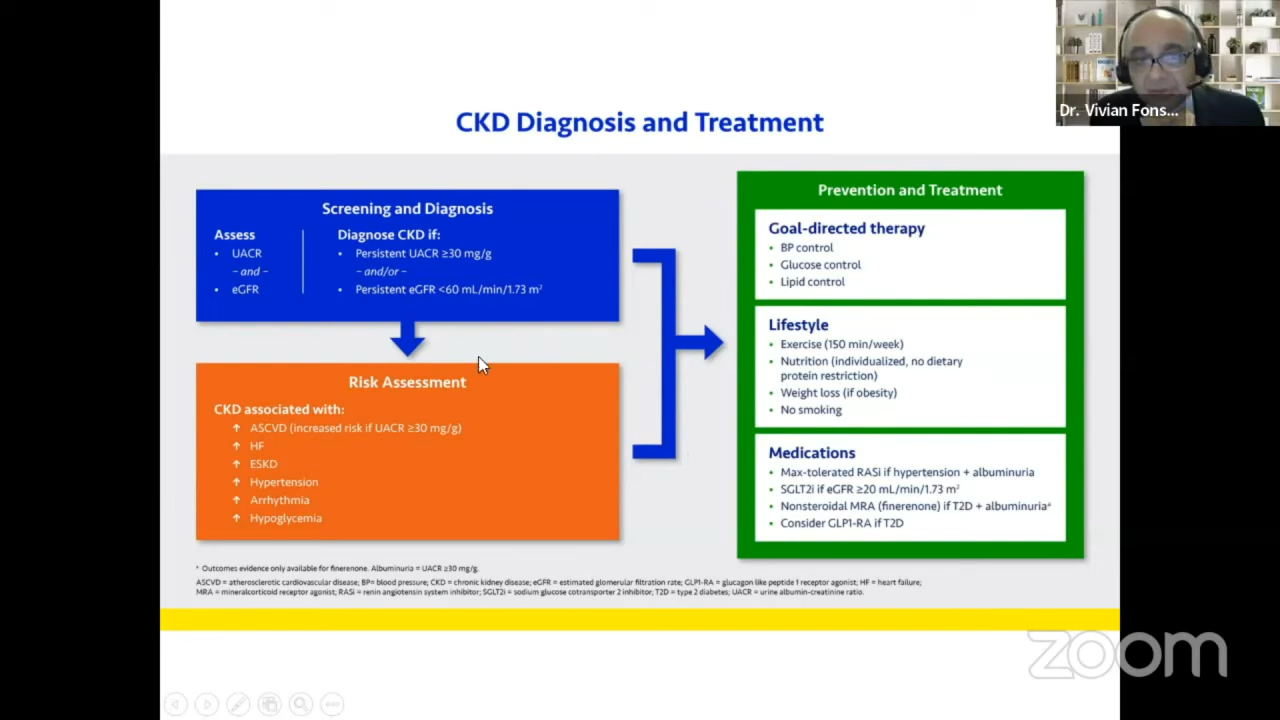 Dr. Vivian Fons...
CKD Diagnosis and Treatment
Screening and Diagnosis
Assess
• UACR
– and –
• eGFR
Diagnose CKD if:
• Persistent UACR ≥30 mg/g
– and/or –
• Persistent eGFR <60 mL/min/1.73 m²
Risk Assessment
CKD associated with:
↑ ASCVD (increased risk if UACR ≥30 mg/g)
↑ HF
↑ ESKD
↑ Hypertension
↑ Arrhythmia
↑ Hypoglycemia
Prevention and Treatment
Goal-directed therapy
• BP control
• Glucose control
• Lipid control
Lifestyle
• Exercise (150 min/week)
• Nutrition (individualized, no dietary
protein restriction)
• Weight loss (if obesity)
• No smoking
Medications
• Max-tolerated RASi if hypertension + albuminuria
• SGLT2i if eGFR ≥20 mL/min/1.73 m²
• Nonsteroidal MRA (finerenone) if T2D + albuminuriaᵃ
• Consider GLP1-RA if T2D
ᵃ Outcomes evidence only available for finerenone. Albuminuria = UACR ≥30 mg/g.
ASCVD = atherosclerotic cardiovascular disease; BP= blood pressure; CKD = chronic kidney disease; eGFR = estimated glomerular filtration rate; GLP1-RA = glucagon like peptide 1 receptor agonist; HF = heart failure;
MRA = mineralcorticoid receptor agonist; RASi = renin angiotensin system inhibitor; SGLT2i = sodium glucose cotransporter 2 inhibitor; T2D = type 2 diabetes; UACR = urine albumin-creatinine ratio.
zoom